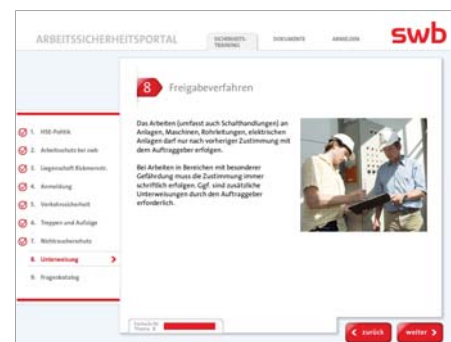 ARBEITSSICHERHEITSPORTAL
SICHERHEITS-
TRAINING
DOKUMENTE
ANMELDEN
swb
8 Freigabeverfahren
Das Arbeiten (umfasst auch Schalthandlungen) an
Anlagen, Maschinen, Rohrleitungen, elektrischen
Anlagen darf nur nach vorheriger Zustimmung mit
dem Auftraggeber erfolgen.
Bei Arbeiten in Bereichen mit besonderer
Gefährdung muss die Zustimmung immer
schriftlich erfolgen. Ggf. sind zusätzliche
Unterweisungen durch den Auftraggeber
erforderlich.
1. HSE-Politik
2. Arbeitsschutz bei swb
3. Liegenschaft Rickmersstr.
4. Anmeldung
5. Verkehrssicherheit
6. Treppen und Aufzüge
7. Nichtraucherschutz
8. Unterweisung
9. Fragenkatalog
Thema 8
zurück
weiter